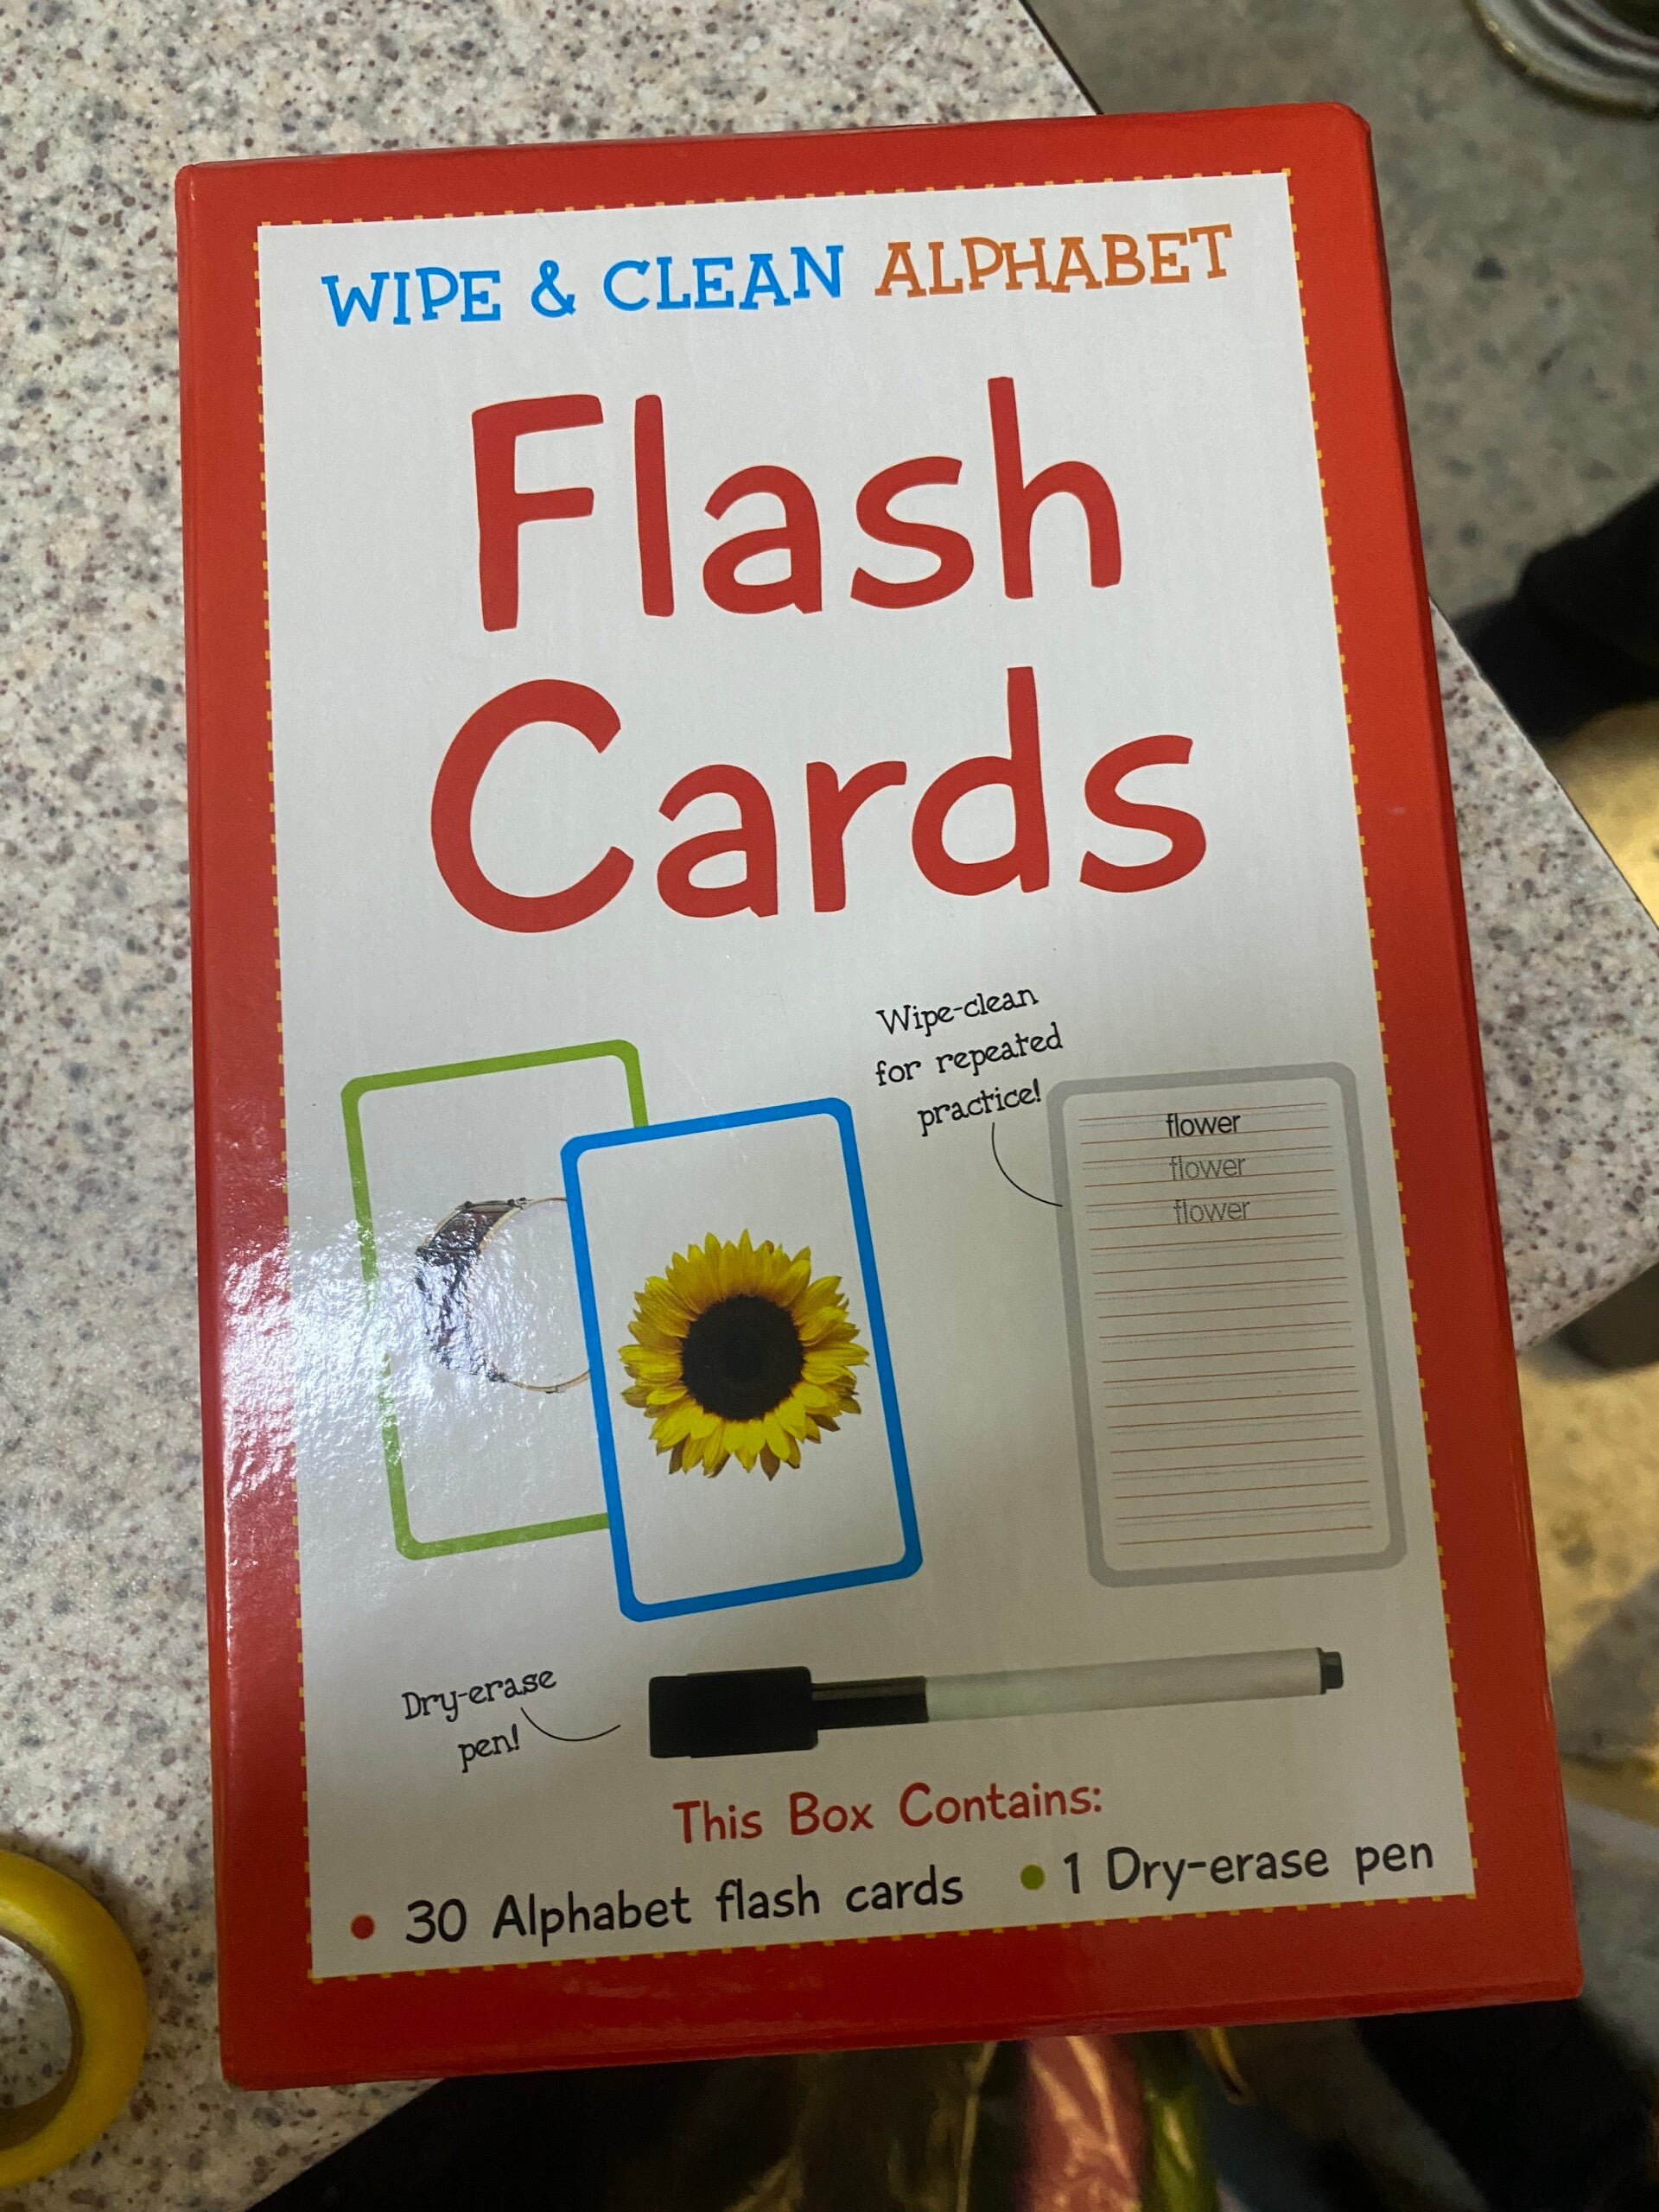 WIPE & CLEAN ALPHABET
Flash
Cards
Wipe-clean
for repeated
practice!
flower
flower
flower
Dry-erase
pen!
This Box Contains:
• 30 Alphabet flash cards • 1 Dry-erase pen